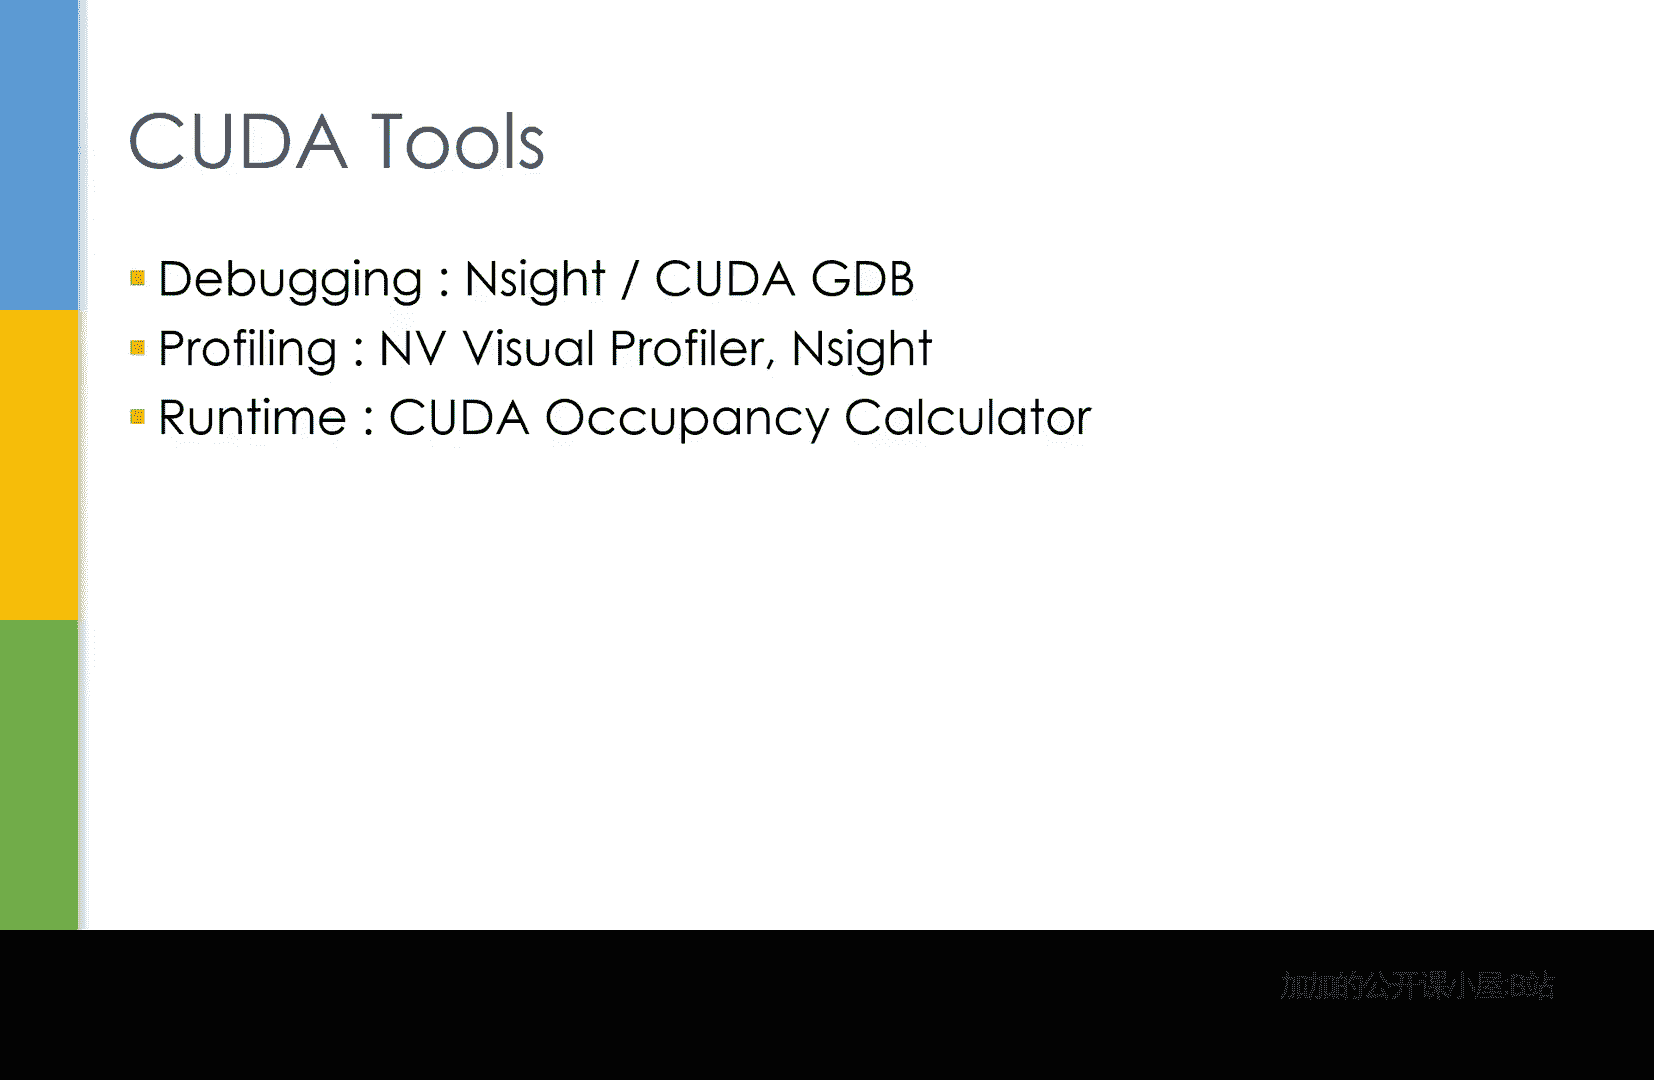 CUDA Tools
Debugging : Nsight / CUDA GDB
Profiling : NV Visual Profiler, Nsight
Runtime : CUDA Occupancy Calculator
加加的公开课小屋:B站